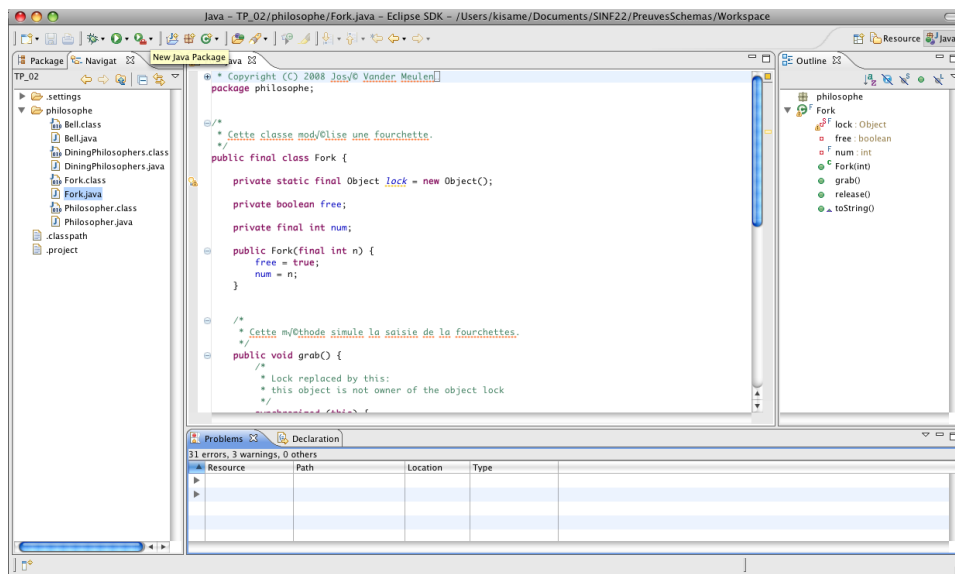 Java - TP_02/philosophe/Fork.java - Eclipse SDK - /Users/kisame/Documents/SINF22/PreuvesSchemas/Workspace
Resource Java
Package Navigat
New Java Package
ava
Outline
TP_02
.settings
philosophe
Bell.class
Bell.java
DiningPhilosophers.class
DiningPhilosophers.java
Fork.class
Fork.java
Philosopher.class
Philosopher.java
.classpath
.project
* Copyright (C) 2008 Jos√© Vander Meulen
package philosophe;
/*
* Cette classe mod√©lise une fourchette.
*/
public final class Fork {
private static final Object lock = new Object();
private boolean free;
private final int num;
public Fork(final int n) {
free = true;
num = n;
}
/*
* Cette m√©thode simule la saisie de la fourchettes.
*/
public void grab() {
/*
* Lock replaced by this:
* this object is not owner of the object lock
*/
synchronized (this) {
philosophe
Fork
lock : Object
free : boolean
num : int
Fork(int)
grab()
release()
toString()
Problems Declaration
31 errors, 3 warnings, 0 others
Resource Path Location Type